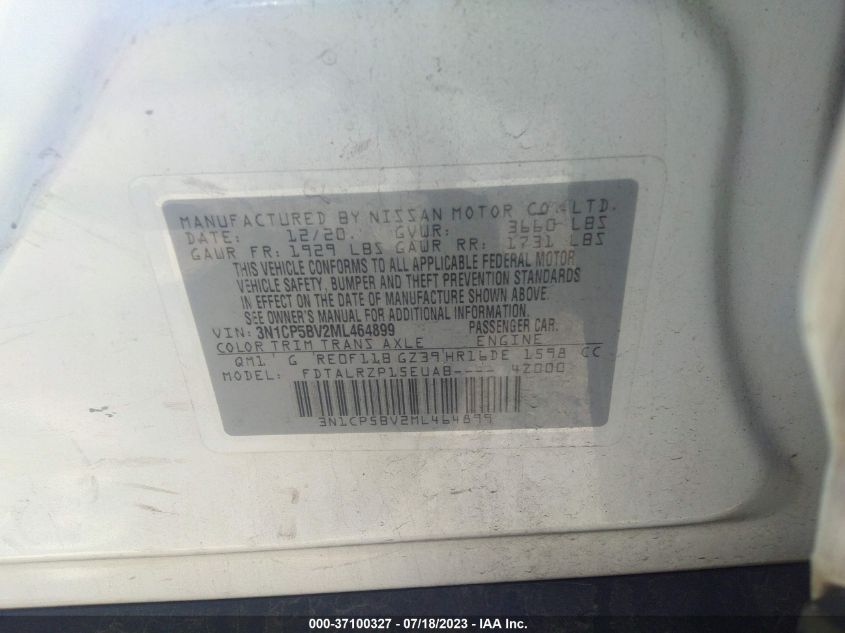 MANUFACTURED BY NISSAN MOTOR CO., LTD.
DATE: 12/20. GVWR: 3660 LBS
GAWR FR: 1929 LBS GAWR RR: 1731 LBS
THIS VEHICLE CONFORMS TO ALL APPLICABLE FEDERAL MOTOR
VEHICLE SAFETY, BUMPER AND THEFT PREVENTION STANDARDS
IN EFFECT ON THE DATE OF MANUFACTURE SHOWN ABOVE.
SEE OWNER'S MANUAL FOR ADDITIONAL INFORMATION.
VIN: 3N1CP5BV2ML464899 PASSENGER CAR.
COLOR TRIM TRANS AXLE ENGINE
QM1 G RE0F11B GZ39 HR16DE 1598 CC
MODEL: FDTALRZP15EUAB---- 42000
3N1CP5BV2ML464899
000-37100327 / 07/18/2023 - IAA Inc.